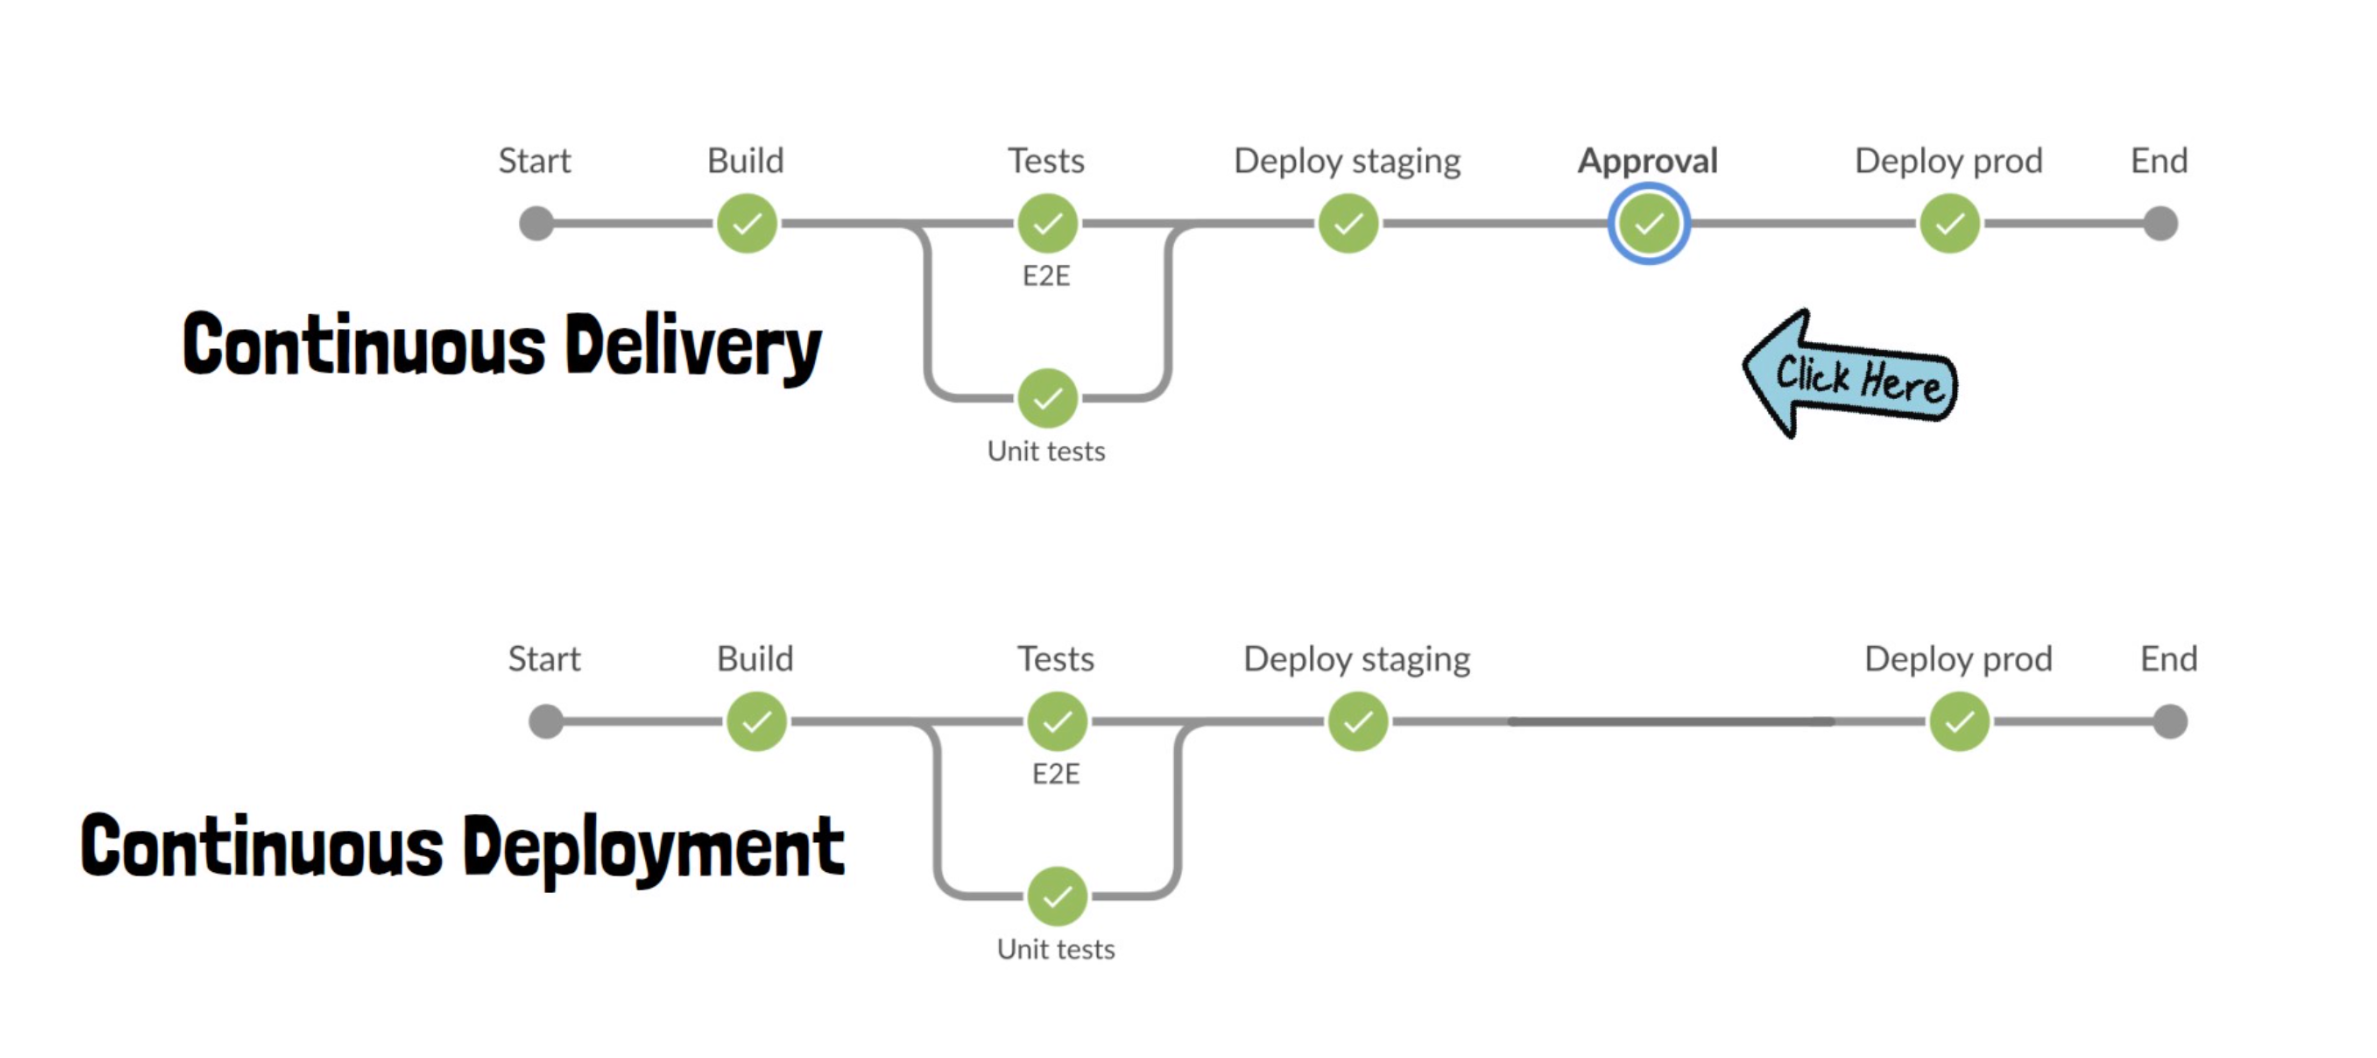 Start Build Tests Deploy staging Approval Deploy prod End
E2E
Continuous Delivery
Click Here
Unit tests
Start Build Tests Deploy staging Deploy prod End
E2E
Continuous Deployment
Unit tests